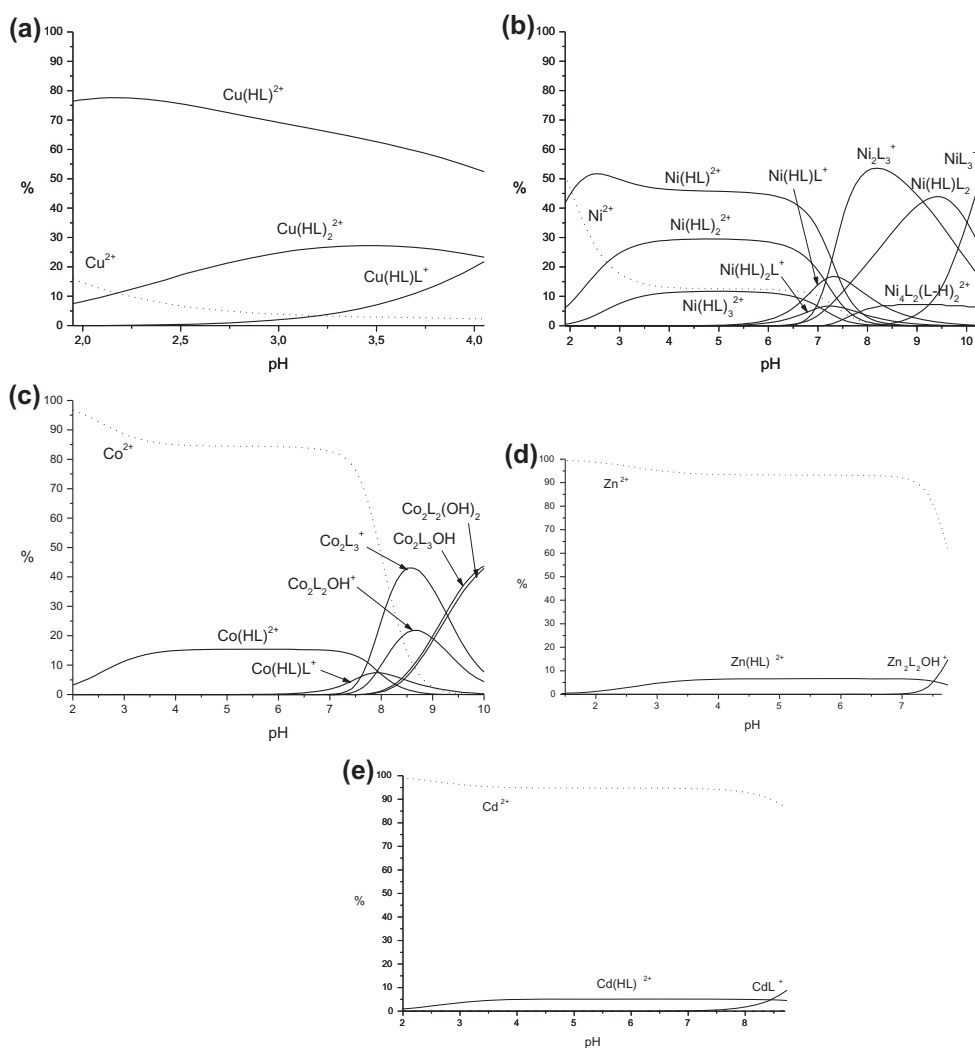 (a)
100
90
80
70
60
50
40
30
20
10
0
%
Cu(HL)²⁺
Cu(HL)₂²⁺
Cu²⁺
Cu(HL)L⁺
2,0 2,5 3,0 3,5 4,0
pH
(b)
100
90
80
70
60
50
40
30
20
10
0
%
Ni²⁺
Ni(HL)²⁺
Ni(HL)L⁺
Ni₂L₃⁺
NiL₃⁻
Ni(HL)L₂
Ni(HL)₂²⁺
Ni(HL)₂L⁺
Ni(HL)₃²⁺
Ni₄L₂(L-H)₂²⁺
2 3 4 5 6 7 8 9 10
pH
(c)
100
90
80
70
60
50
40
30
20
10
0
%
Co²⁺
Co₂L₂(OH)₂
Co₂L₃OH
Co₂L₃⁺
Co₂L₂OH⁺
Co(HL)²⁺
Co(HL)L⁺
2 3 4 5 6 7 8 9 10
pH
(d)
100
90
80
70
60
50
40
30
20
10
0
%
Zn²⁺
Zn(HL)²⁺
Zn₂L₂OH⁺
2 3 4 5 6 7
pH
(e)
100
90
80
70
60
50
40
30
20
10
0
%
Cd²⁺
Cd(HL)²⁺
CdL⁺
2 3 4 5 6 7 8
pH